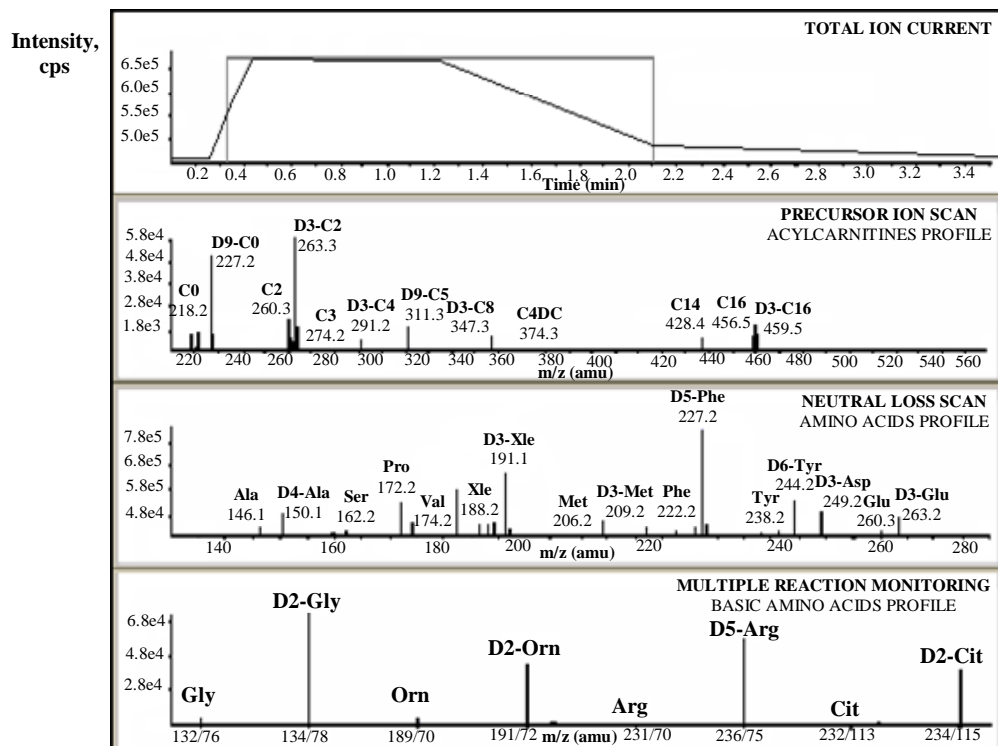 Intensity,
cps
TOTAL ION CURRENT
6.5e5
6.0e5
5.5e5
5.0e5
0.2 0.4 0.6 0.8 1.0 1.2 1.4 1.6 1.8 2.0 2.2 2.4 2.6 2.8 3.0 3.2 3.4
Time (min)
PRECURSOR ION SCAN
ACYLCARNITINES PROFILE
5.8e4
4.8e4
3.8e4
2.8e4
1.8e3
C0
218.2
D9-C0
227.2
C2
260.3
D3-C2
263.3
C3
274.2
D3-C4
291.2
D9-C5
311.3
D3-C8
347.3
C4DC
374.3
C14
428.4
C16
456.5
D3-C16
459.5
220 240 260 280 300 320 340 360 380 400 420 440 460 480 500 520 540 560
m/z (amu)
NEUTRAL LOSS SCAN
AMINO ACIDS PROFILE
7.8e5
6.8e5
4.8e4
Ala
146.1
D4-Ala
150.1
Ser
162.2
Pro
172.2
Val
174.2
Xle
188.2
D3-Xle
191.1
Met
206.2
D3-Met
209.2
Phe
222.2
D5-Phe
227.2
Tyr
238.2
D6-Tyr
244.2
D3-Asp
249.2
Glu
260.3
D3-Glu
263.2
140 160 180 200 220 240 260 280
m/z (amu)
MULTIPLE REACTION MONITORING
BASIC AMINO ACIDS PROFILE
6.8e4
4.8e4
2.8e4
Gly
D2-Gly
Orn
D2-Orn
Arg
D5-Arg
Cit
D2-Cit
132/76 134/78 189/70 191/72 m/z (amu) 231/70 236/75 232/113 234/115